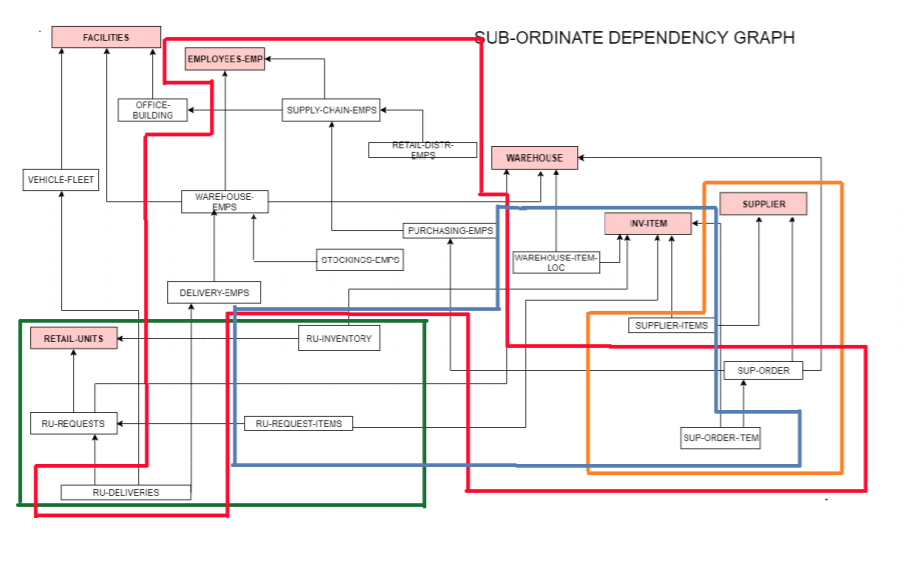 FACILITIES
SUB-ORDINATE DEPENDENCY GRAPH
EMPLOYEES-EMP
OFFICE-
BUILDING
SUPPLY-CHAIN-EMPS
RETAIL-DISTR-
EMPS
WAREHOUSE
VEHICLE-FLEET
WAREHOUSE-
EMPS
SUPPLIER
INV-ITEM
PURCHASING-EMPS
STOCKINGS-EMPS
WAREHOUSE-ITEM-
LOC
DELIVERY-EMPS
SUPPLIER-ITEMS
RETAIL-UNITS
RU-INVENTORY
SUP-ORDER
RU-REQUESTS
RU-REQUEST-ITEMS
SUP-ORDER-ITEM
RU-DELIVERIES